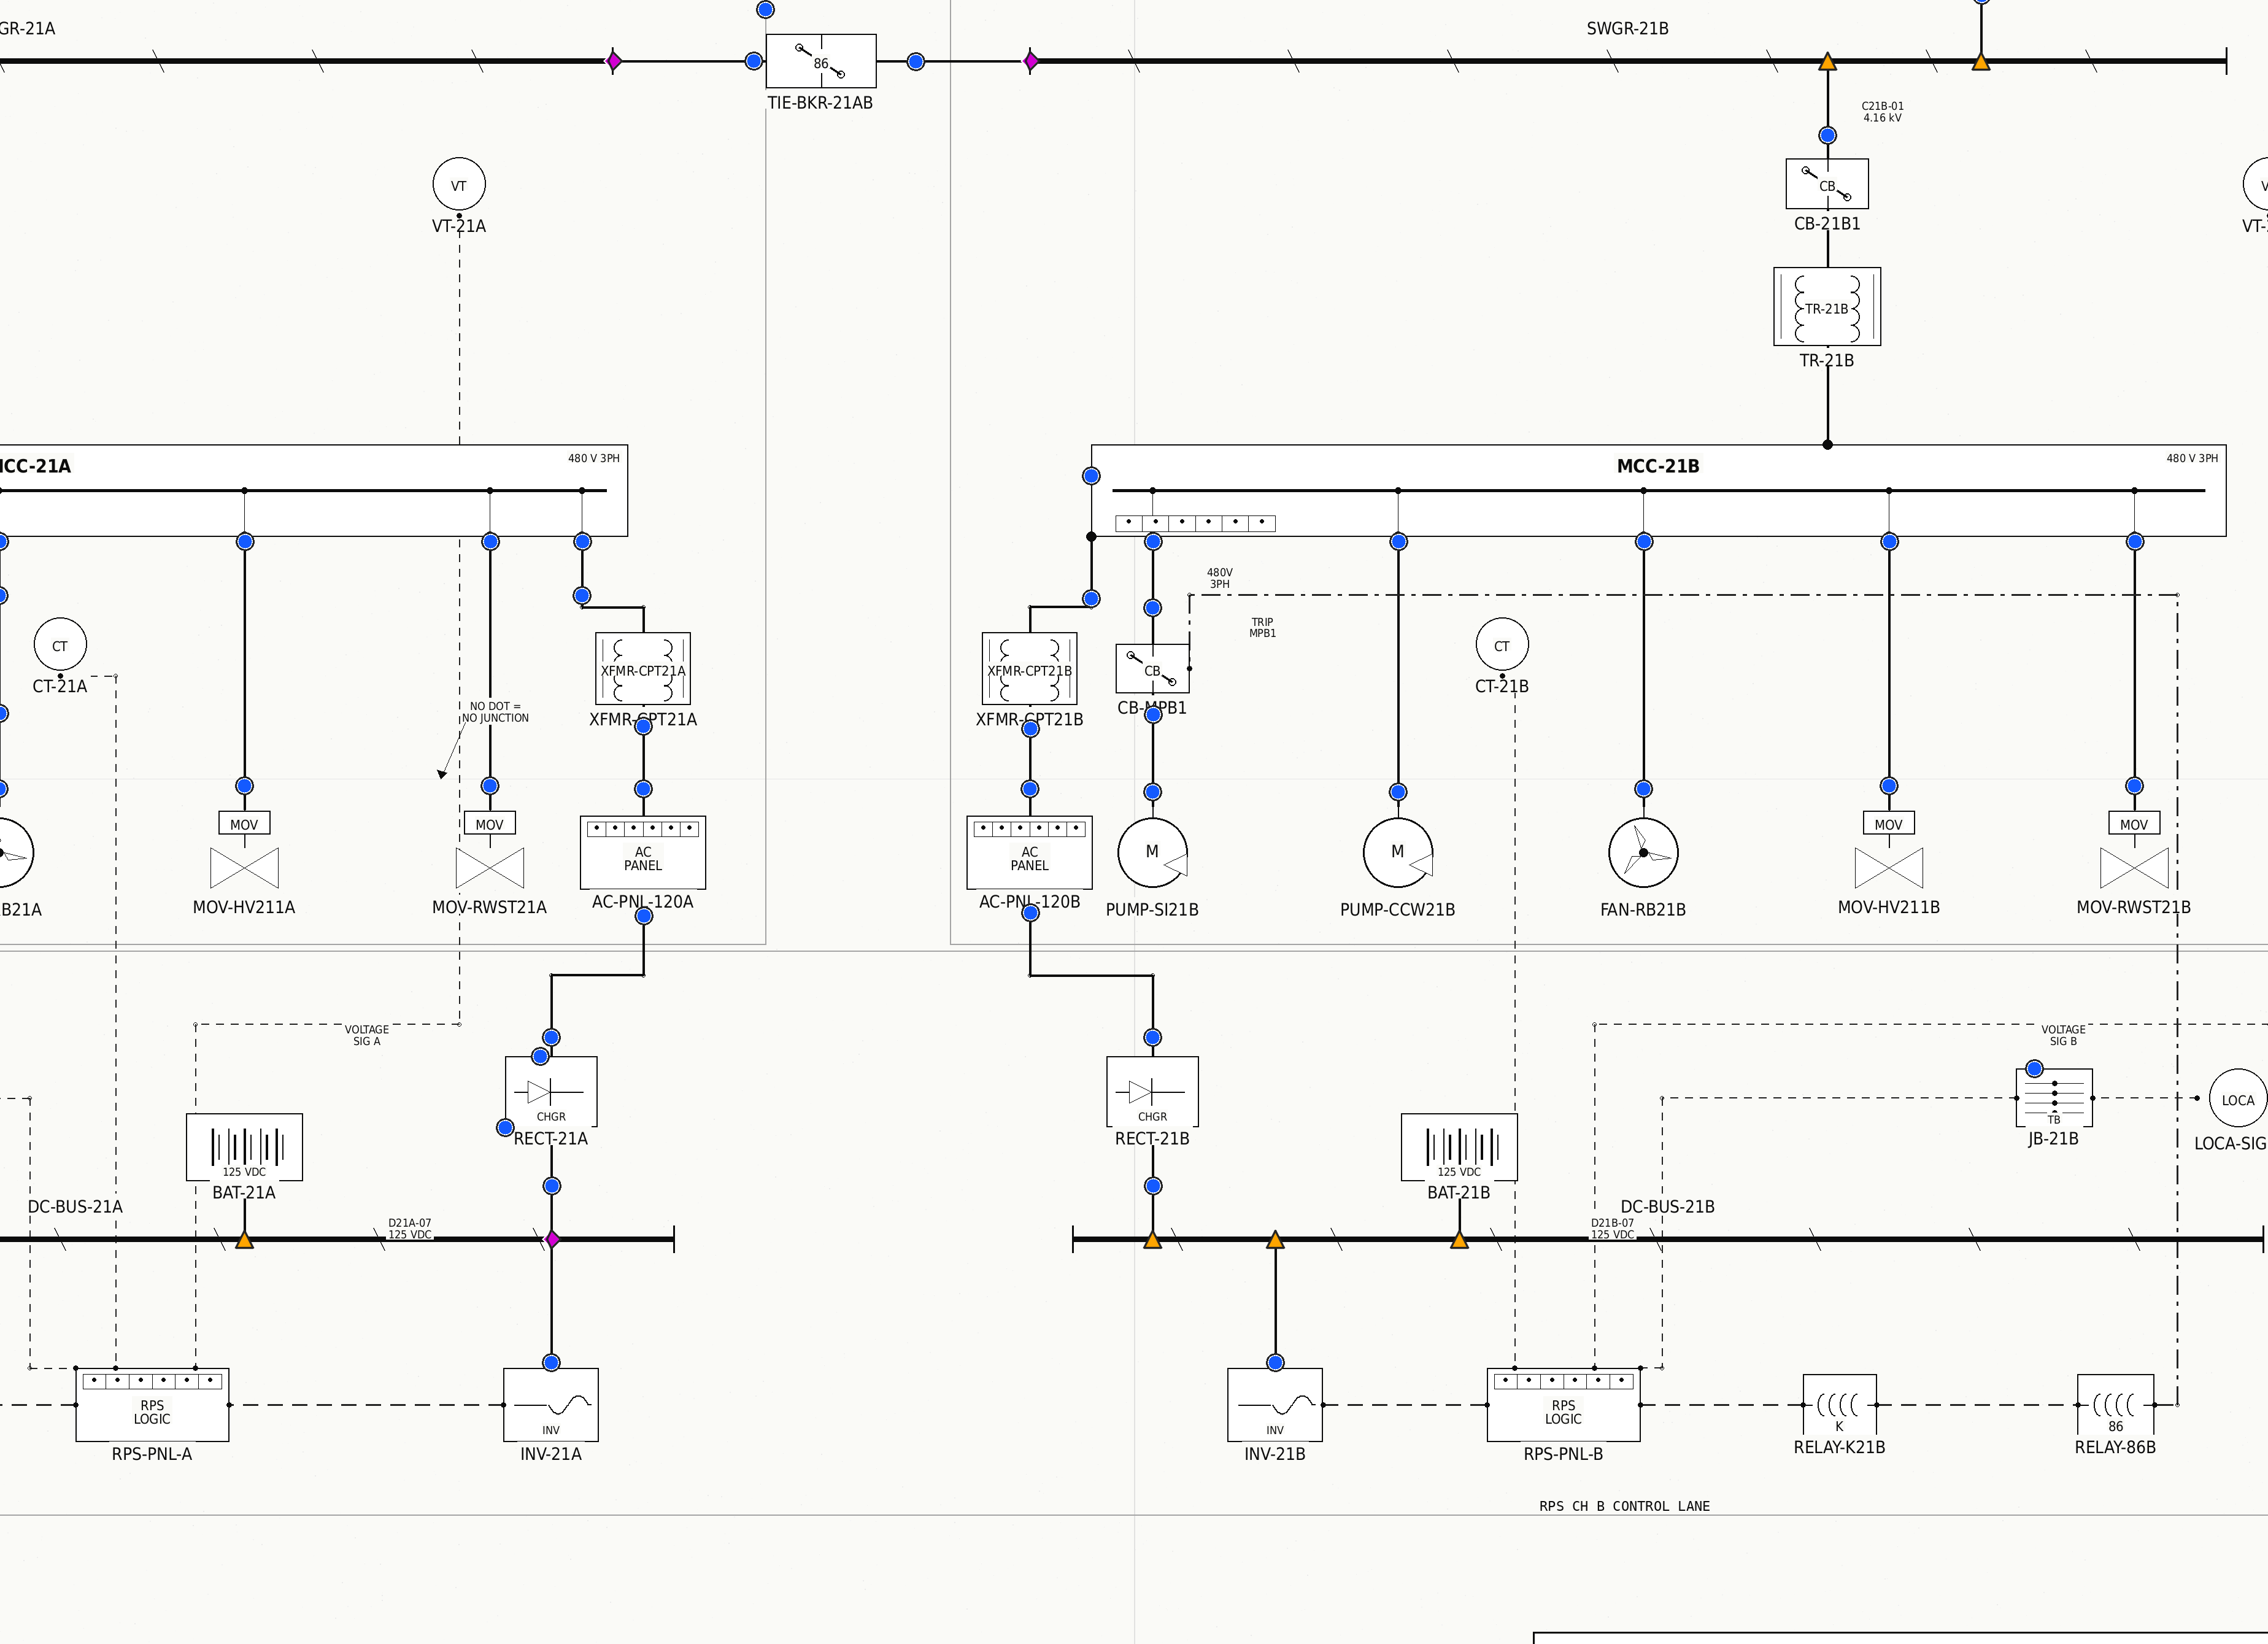 GR-21A
SWGR-21B
86
TIE-BKR-21AB
C21B-01
4.16 kV
VT
VT-21A
CB
CB-21B1
VT-
TR-21B
TR-21B
CC-21A
480 V 3PH
MCC-21B
480 V 3PH
480V
3PH
TRIP
MPB1
CT
CT-21A
XFMR-CPT21A
XFMR-CPT21A
XFMR-CPT21B
XFMR-CPT21B
CB
CB-MPB1
CT
CT-21B
NO DOT =
NO JUNCTION
MOV
MOV
MOV
MOV
AC
PANEL
AC
PANEL
M
M
B21A
MOV-HV211A
MOV-RWST21A
AC-PNL-120A
AC-PNL-120B
PUMP-SI21B
PUMP-CCW21B
FAN-RB21B
MOV-HV211B
MOV-RWST21B
VOLTAGE
SIG A
VOLTAGE
SIG B
CHGR
RECT-21A
CHGR
RECT-21B
TB
JB-21B
LOCA
LOCA-SIG
125 VDC
BAT-21A
125 VDC
BAT-21B
DC-BUS-21A
D21A-07
125 VDC
DC-BUS-21B
D21B-07
125 VDC
RPS
LOGIC
RPS-PNL-A
INV
INV-21A
INV
INV-21B
RPS
LOGIC
RPS-PNL-B
K
RELAY-K21B
86
RELAY-86B
RPS CH B CONTROL LANE